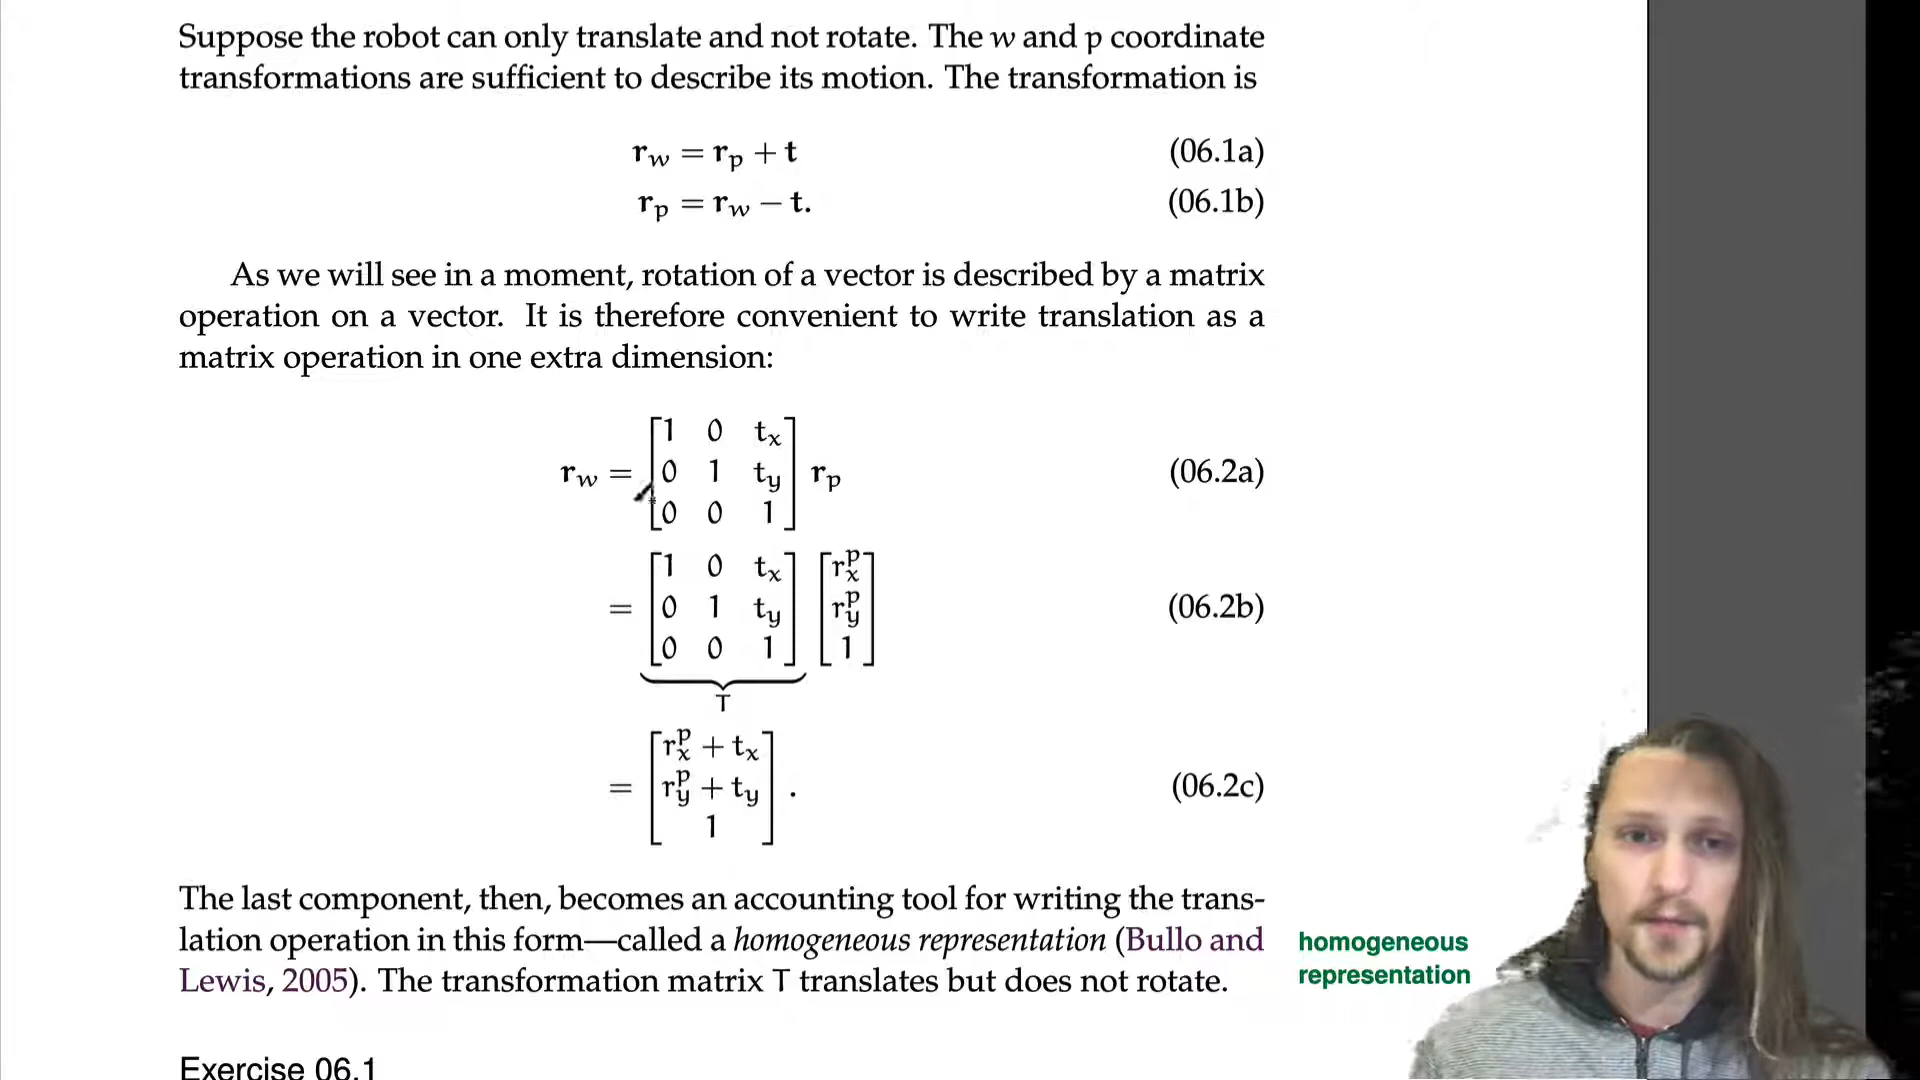 Suppose the robot can only translate and not rotate. The w and p coordinate
transformations are sufficient to describe its motion. The transformation is
r_w = r_p + t (06.1a)
r_p = r_w − t. (06.1b)
As we will see in a moment, rotation of a vector is described by a matrix
operation on a vector. It is therefore convenient to write translation as a
matrix operation in one extra dimension:
r_w = [1 0 t_x; 0 1 t_y; 0 0 1] r_p (06.2a)
= [1 0 t_x; 0 1 t_y; 0 0 1] [r_x^p; r_y^p; 1] (06.2b)
T
= [r_x^p + t_x; r_y^p + t_y; 1]. (06.2c)
The last component, then, becomes an accounting tool for writing the trans-
lation operation in this form—called a homogeneous representation (Bullo and
Lewis, 2005). The transformation matrix T translates but does not rotate.
homogeneous
representation
Exercise 06.1